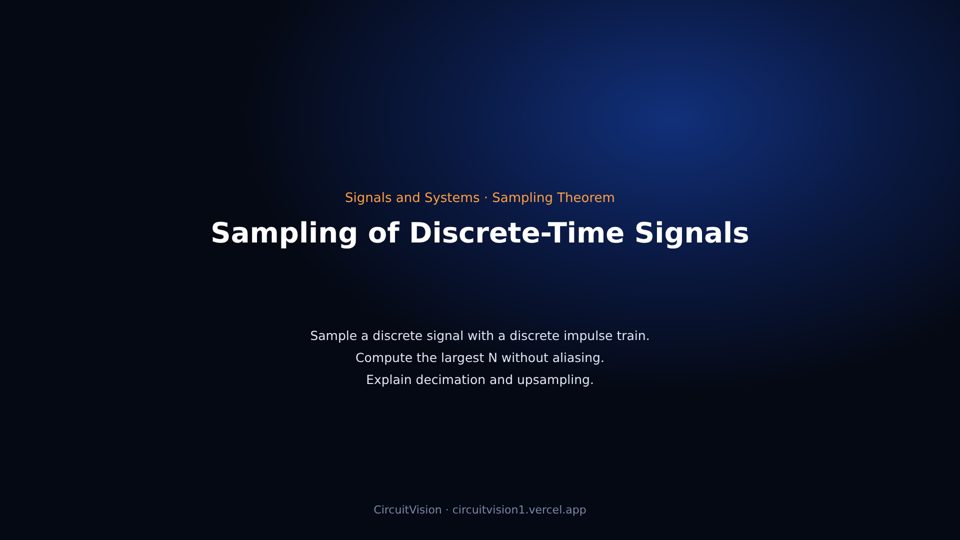 Signals and Systems · Sampling Theorem
Sampling of Discrete-Time Signals
Sample a discrete signal with a discrete impulse train.
Compute the largest N without aliasing.
Explain decimation and upsampling.
CircuitVision · circuitvision1.vercel.app